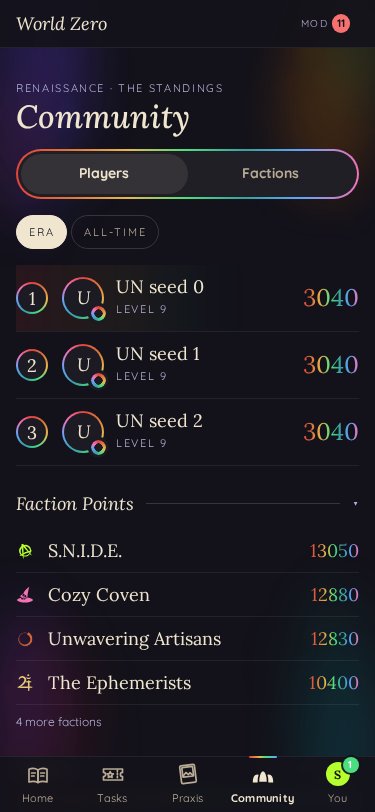 World Zero
MOD 11
RENAISSANCE · THE STANDINGS
Community
Players
Factions
ERA
ALL-TIME
1
U
UN seed 0
LEVEL 9
3040
2
U
UN seed 1
LEVEL 9
3040
3
U
UN seed 2
LEVEL 9
3040
Faction Points
S.N.I.D.E.
13050
Cozy Coven
12880
Unwavering Artisans
12830
The Ephemerists
10400
4 more factions
S
1
Home
Tasks
Praxis
Community
You